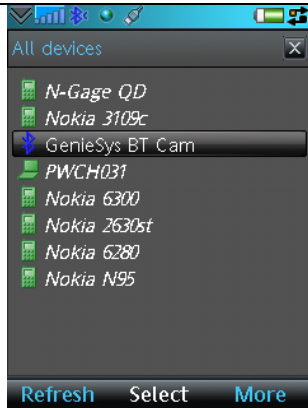 All devices
N-Gage QD
Nokia 3109c
GenieSys BT Cam
PWCH031
Nokia 6300
Nokia 2630st
Nokia 6280
Nokia N95
Refresh Select More